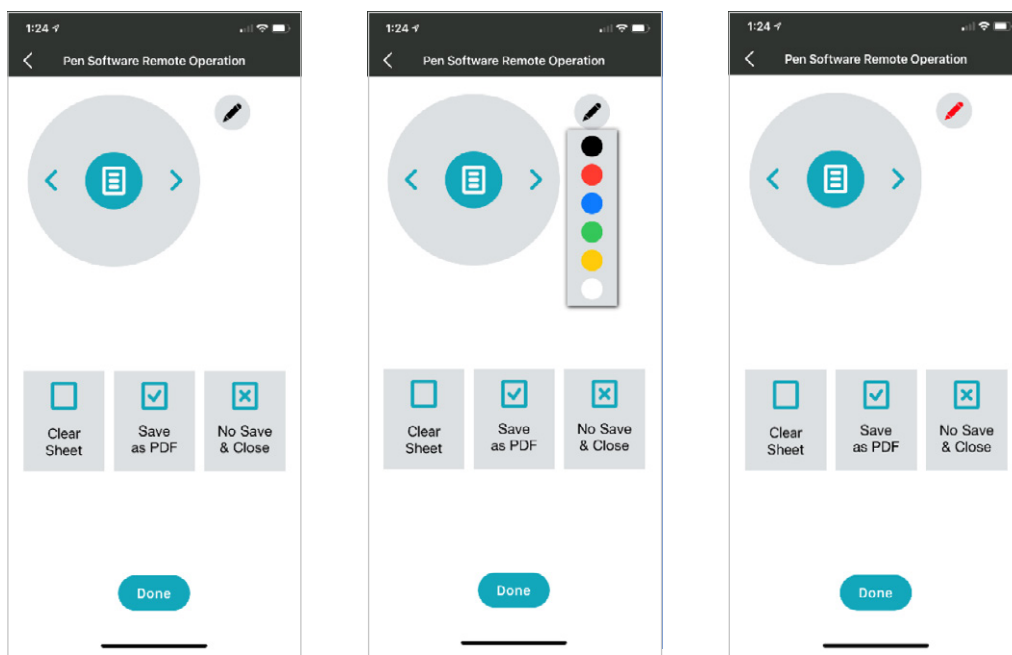 1:24
Pen Software Remote Operation
Clear
Sheet
Save
as PDF
No Save
& Close
Done
1:24
Pen Software Remote Operation
Clear
Sheet
Save
as PDF
No Save
& Close
Done
1:24
Pen Software Remote Operation
Clear
Sheet
Save
as PDF
No Save
& Close
Done